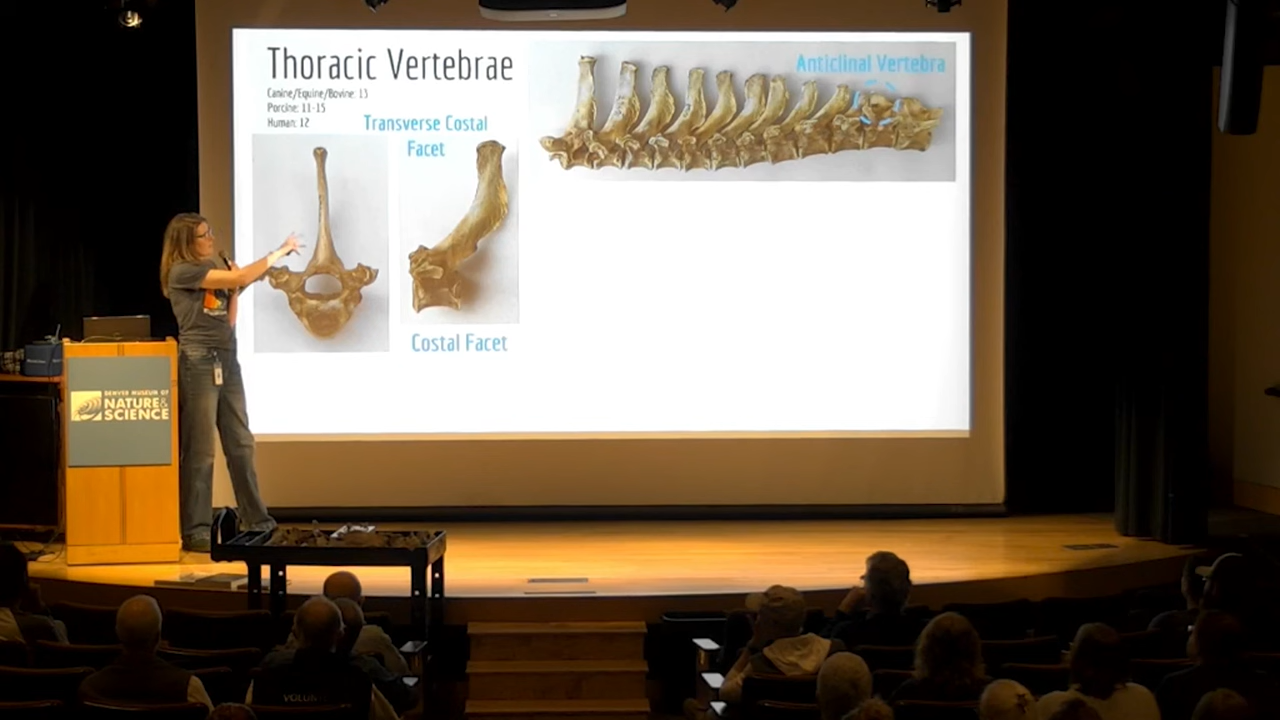 Thoracic Vertebrae
Canine/Equine/Bovine: 13
Porcine: 11-15
Human: 12
Transverse Costal
Facet
Anticlinal Vertebra
Costal Facet
DENVER MUSEUM OF
NATURE &
SCIENCE